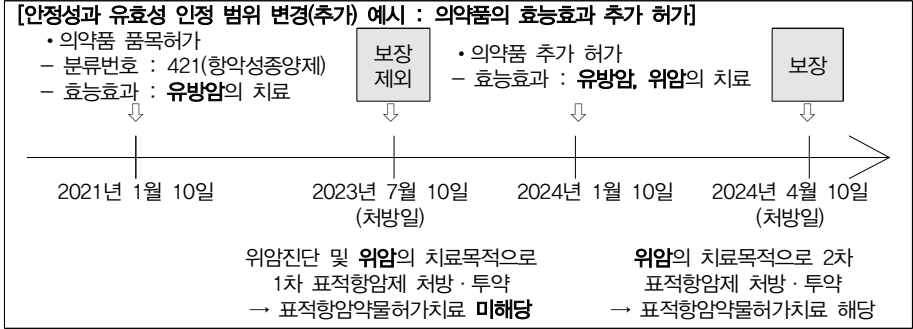 [안정성과 유효성 인정 범위 변경(추가) 예시 : 의약품의 효능효과 추가 허가]
・의약품 품목허가
− 분류번호 : 421(항악성종양제)
− 효능효과 : 유방암의 치료
보장
제외
・의약품 추가 허가
− 효능효과 : 유방암, 위암의 치료
보장
2021년 1월 10일
2023년 7월 10일
(처방일)
2024년 1월 10일
2024년 4월 10일
(처방일)
위암진단 및 위암의 치료목적으로
1차 표적항암제 처방·투약
→ 표적항암약물허가치료 미해당
위암의 치료목적으로 2차
표적항암제 처방·투약
→ 표적항암약물허가치료 해당